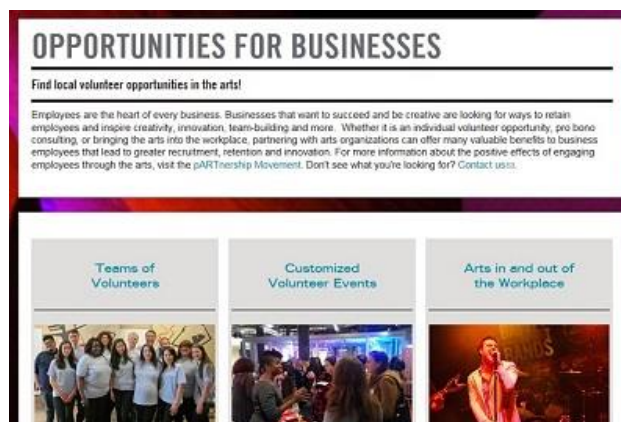 OPPORTUNITIES FOR BUSINESSES
Find local volunteer opportunities in the arts!
Employees are the heart of every business. Businesses that want to succeed and be creative are looking for ways to retain
employees and inspire creativity, innovation, team-building and more. Whether it is an individual volunteer opportunity, pro bono
consulting, or bringing the arts into the workplace, partnering with arts organizations can offer many valuable benefits to business
employees that lead to greater recruitment, retention and innovation. For more information about the positive effects of engaging
employees through the arts, visit the pARTnership Movement. Don't see what you're looking for? Contact us
Teams of
Volunteers
Customized
Volunteer Events
Arts in and out of
the Workplace